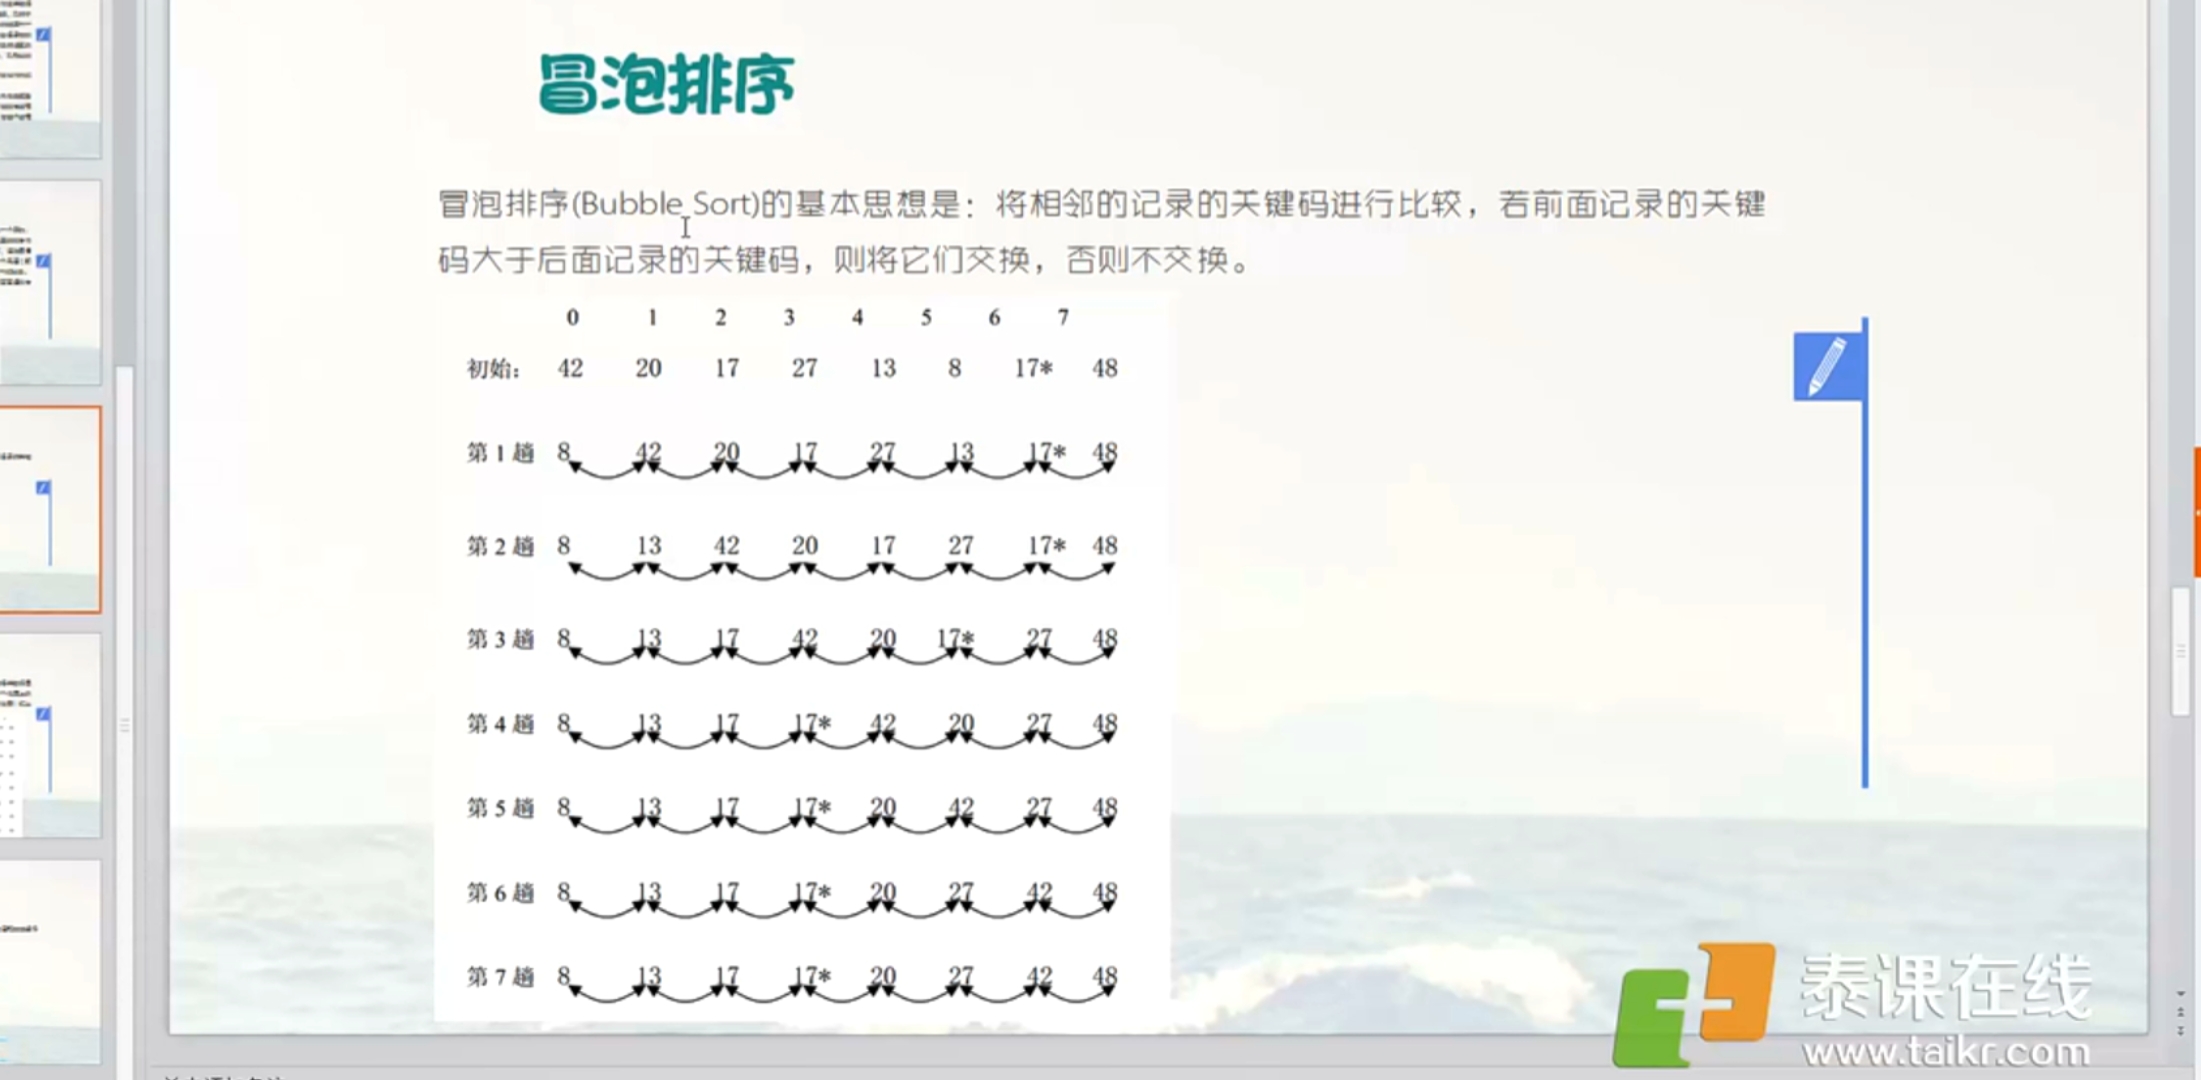 冒泡排序
冒泡排序(Bubble Sort)的基本思想是：将相邻的记录的关键码进行比较，若前面记录的关键
码大于后面记录的关键码，则将它们交换，否则不交换。
0 1 2 3 4 5 6 7
初始： 42 20 17 27 13 8 17* 48
第 1 趟 8 42 20 17 27 13 17* 48
第 2 趟 8 13 42 20 17 27 17* 48
第 3 趟 8 13 17 42 20 17* 27 48
第 4 趟 8 13 17 17* 42 20 27 48
第 5 趟 8 13 17 17* 20 42 27 48
第 6 趟 8 13 17 17* 20 27 42 48
第 7 趟 8 13 17 17* 20 27 42 48
泰课在线
www.taikr.com